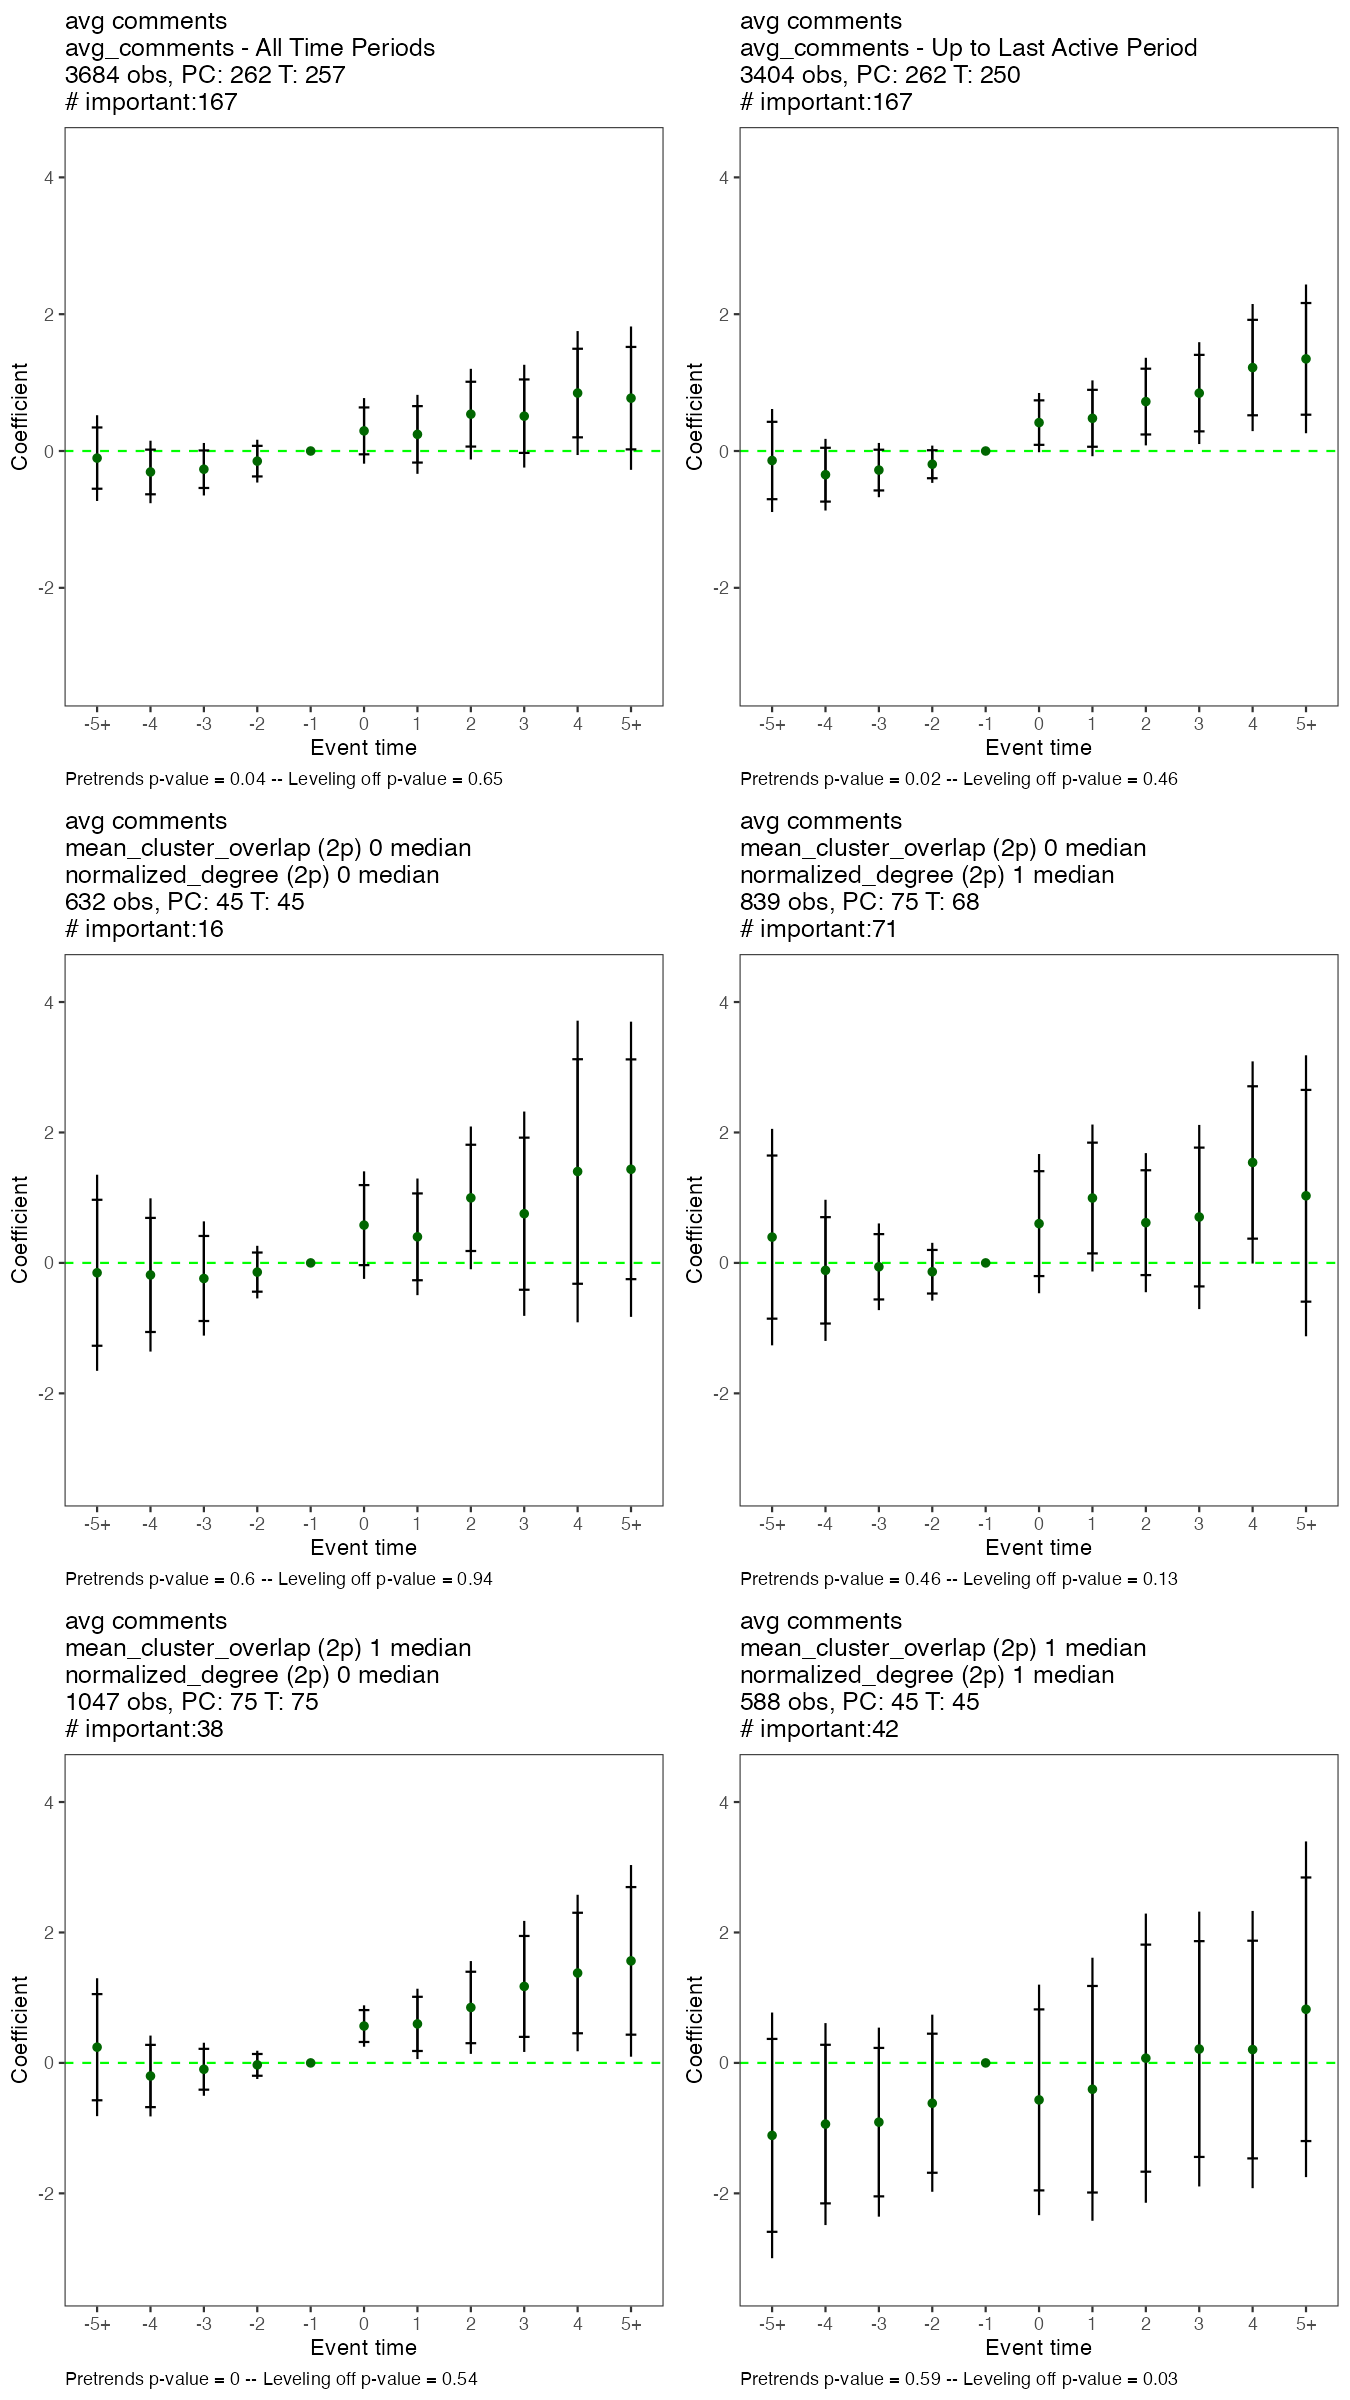 avg comments
avg_comments - All Time Periods
3684 obs, PC: 262 T: 257
# important:167
4
2
0
-2
Coefficient
-5+ -4 -3 -2 -1 0 1 2 3 4 5+
Event time
Pretrends p-value = 0.04 -- Leveling off p-value = 0.65
avg comments
avg_comments - Up to Last Active Period
3404 obs, PC: 262 T: 250
# important:167
4
2
0
-2
Coefficient
-5+ -4 -3 -2 -1 0 1 2 3 4 5+
Event time
Pretrends p-value = 0.02 -- Leveling off p-value = 0.46
avg comments
mean_cluster_overlap (2p) 0 median
normalized_degree (2p) 0 median
632 obs, PC: 45 T: 45
# important:16
4
2
0
-2
Coefficient
-5+ -4 -3 -2 -1 0 1 2 3 4 5+
Event time
Pretrends p-value = 0.6 -- Leveling off p-value = 0.94
avg comments
mean_cluster_overlap (2p) 0 median
normalized_degree (2p) 1 median
839 obs, PC: 75 T: 68
# important:71
4
2
0
-2
Coefficient
-5+ -4 -3 -2 -1 0 1 2 3 4 5+
Event time
Pretrends p-value = 0.46 -- Leveling off p-value = 0.13
avg comments
mean_cluster_overlap (2p) 1 median
normalized_degree (2p) 0 median
1047 obs, PC: 75 T: 75
# important:38
4
2
0
-2
Coefficient
-5+ -4 -3 -2 -1 0 1 2 3 4 5+
Event time
Pretrends p-value = 0 -- Leveling off p-value = 0.54
avg comments
mean_cluster_overlap (2p) 1 median
normalized_degree (2p) 1 median
588 obs, PC: 45 T: 45
# important:42
4
2
0
-2
Coefficient
-5+ -4 -3 -2 -1 0 1 2 3 4 5+
Event time
Pretrends p-value = 0.59 -- Leveling off p-value = 0.03